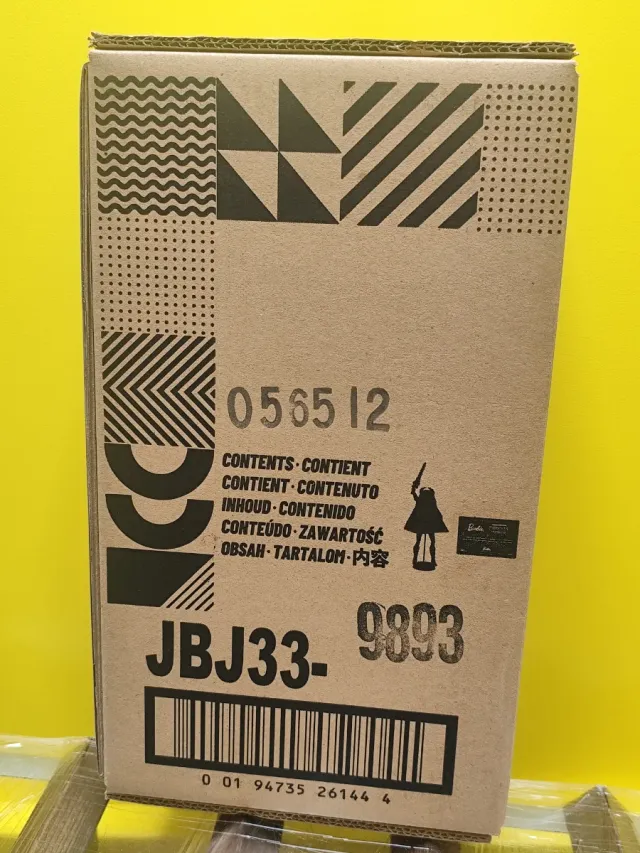 056512
CONTENTS · CONTIENT
CONTIENT · CONTENUTO
INHOUD · CONTENIDO
CONTEÚDO · ZAWARTOŚĆ
OBSAH · TARTALOM · 内容
Barbie
JBJ33-
9893
0 01 94735 26144 4